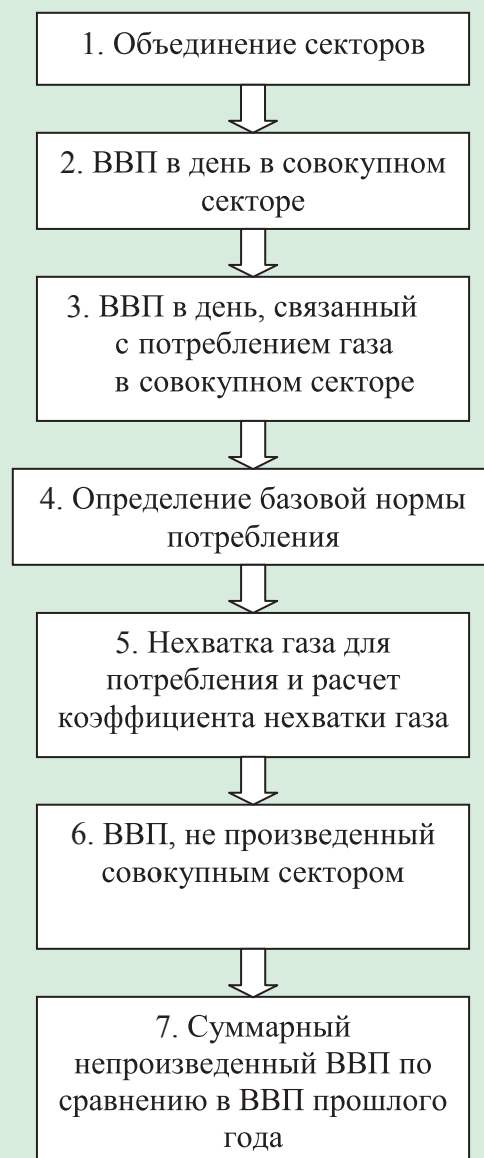 1. Объединение секторов
2. ВВП в день в совокупном
секторе
3. ВВП в день, связанный
с потреблением газа
в совокупном секторе
4. Определение базовой нормы
потребления
5. Нехватка газа для
потребления и расчет
коэффициента нехватки газа
6. ВВП, не произведенный
совокупным сектором
7. Суммарный
непроизведенный ВВП по
сравнению в ВВП прошлого
года